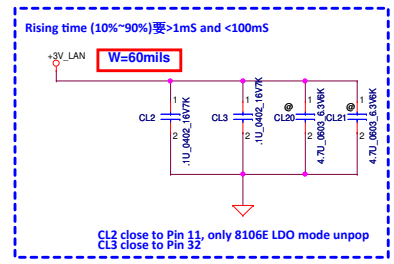 Rising time (10%~90%)要>1mS and <100mS
+3V_LAN
W=60mils
CL2
1
2
.1U_0402_16V7K
CL3
1
2
.1U_0402_16V7K
@
CL20
1
2
4.7U_0603_6.3V6K
@
CL21
1
2
4.7U_0603_6.3V6K
CL2 close to Pin 11, only 8106E LDO mode unpop
CL3 close to Pin 32